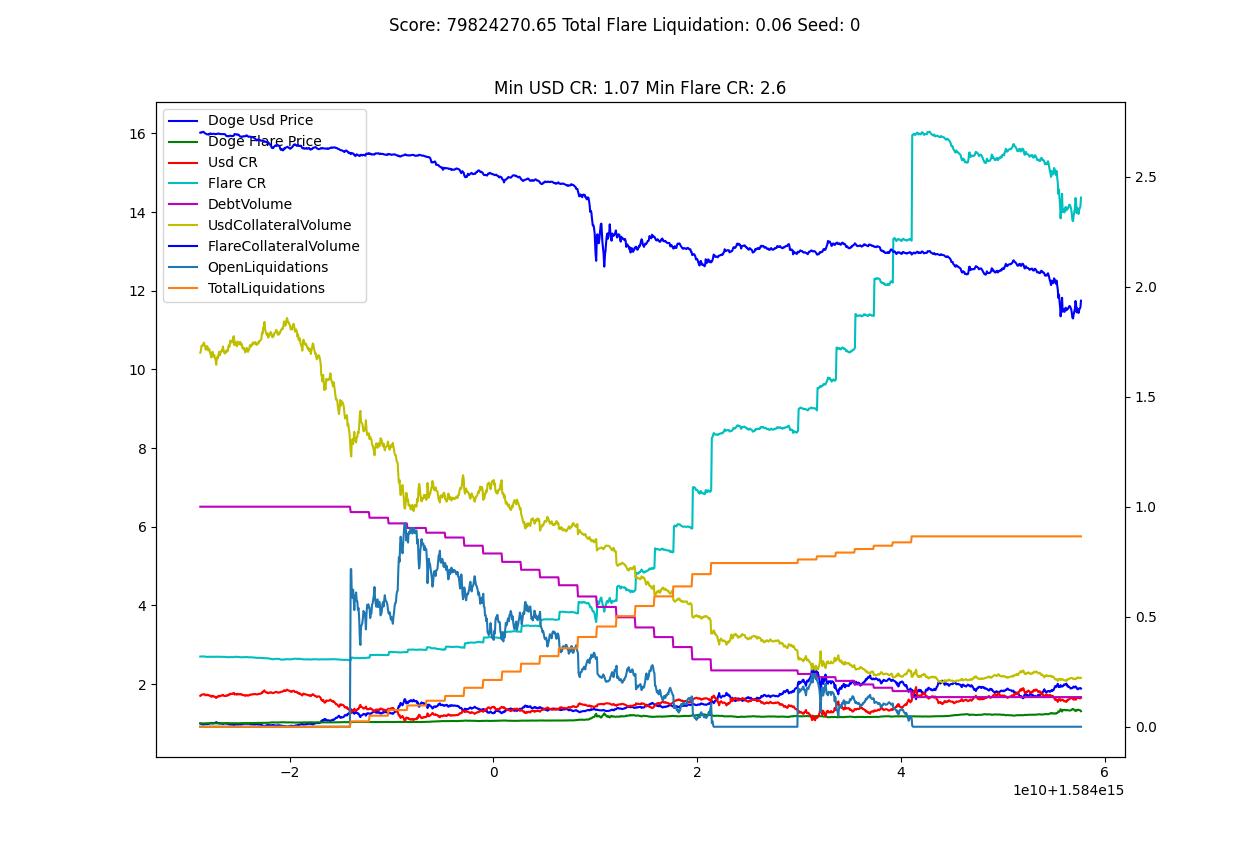 Score: 79824270.65 Total Flare Liquidation: 0.06 Seed: 0
Min USD CR: 1.07 Min Flare CR: 2.6
Doge Usd Price
Doge Flare Price
Usd CR
Flare CR
DebtVolume
UsdCollateralVolume
FlareCollateralVolume
OpenLiquidations
TotalLiquidations
16
14
12
10
8
6
4
2
2.5
2.0
1.5
1.0
0.5
0.0
−2
0
2
4
6
1e10+1.584e15